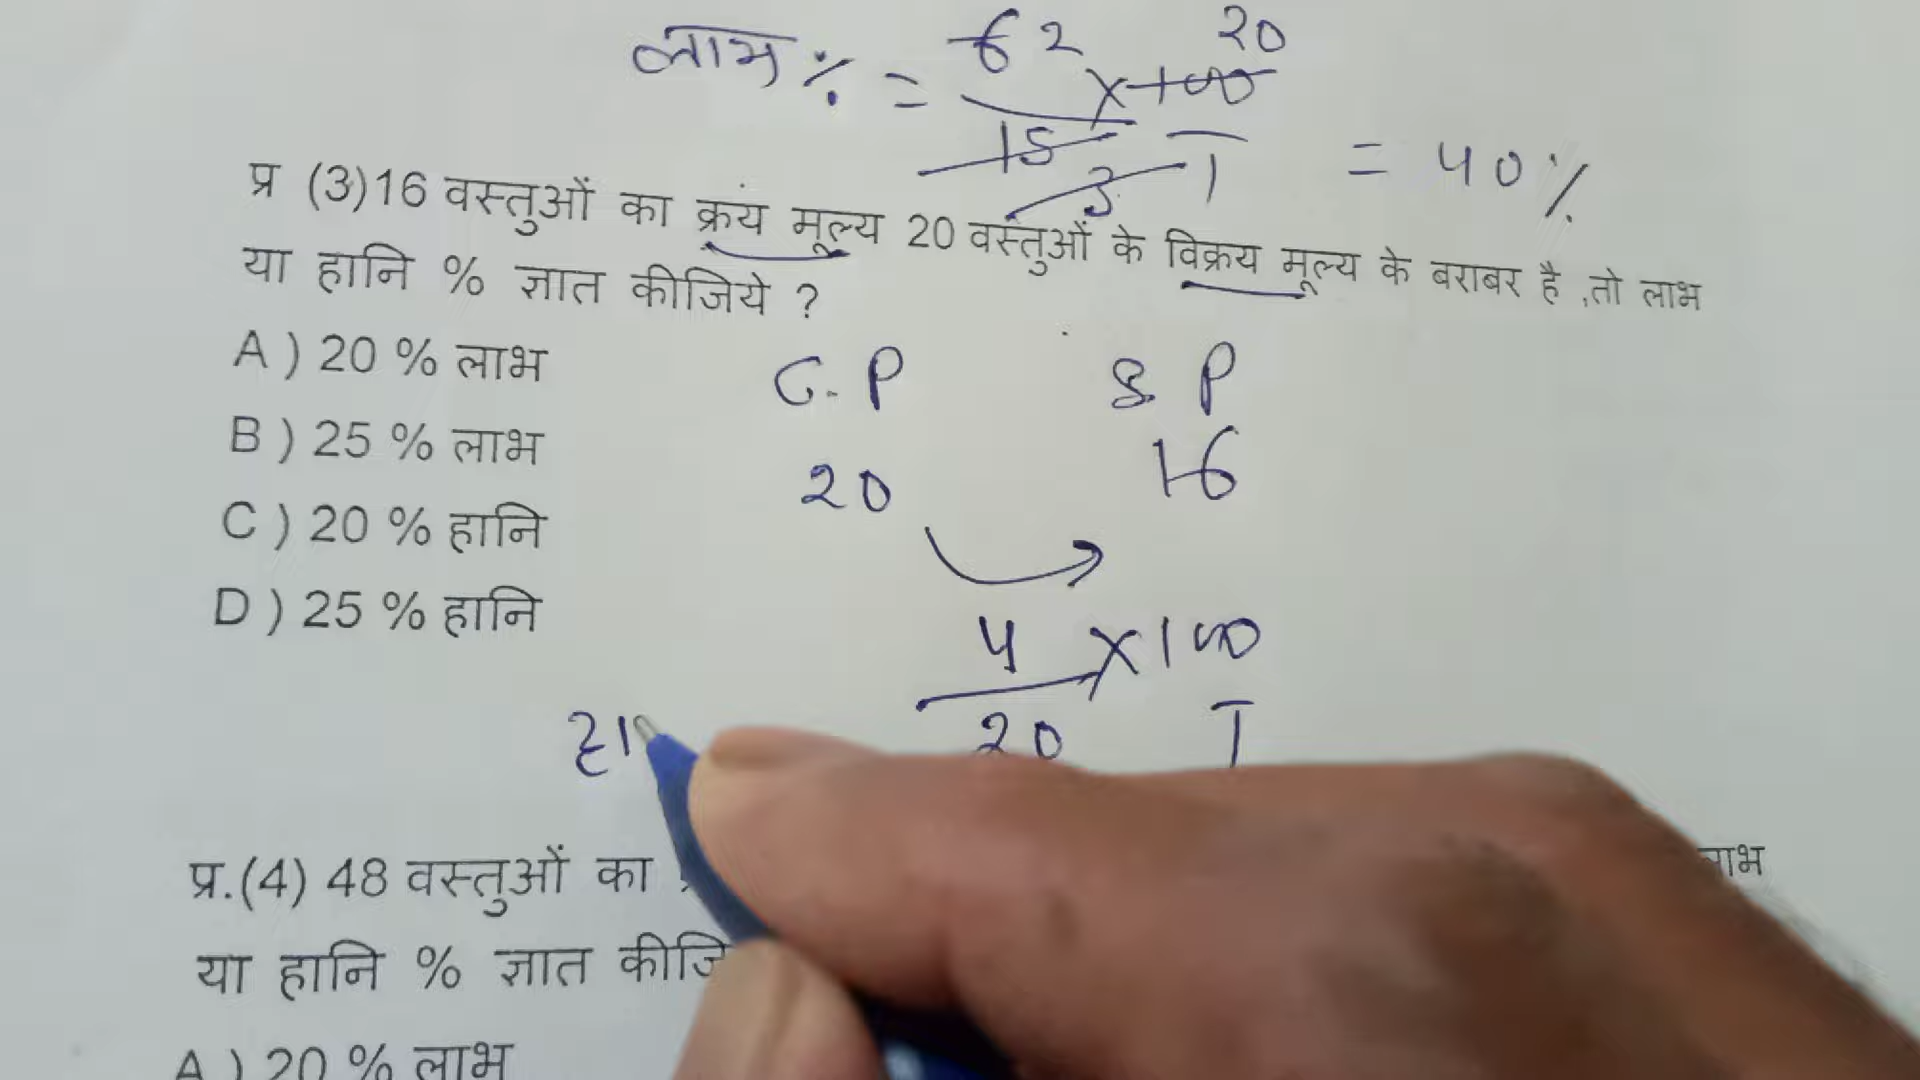 लाभ % = 6 2 × 100 20
15 3 1 = 40 %
प्र (3)16 वस्तुओं का क्रय मूल्य 20 वस्तुओं के विक्रय मूल्य के बराबर है ,तो लाभ
या हानि % ज्ञात कीजिये ?
A ) 20 % लाभ
C.P S.P
B ) 25 % लाभ
20 16
C ) 20 % हानि
D ) 25 % हानि
4 × 100
20 1
प्र.(4) 48 वस्तुओं का
या हानि % ज्ञात
A ) 20 % लाभ